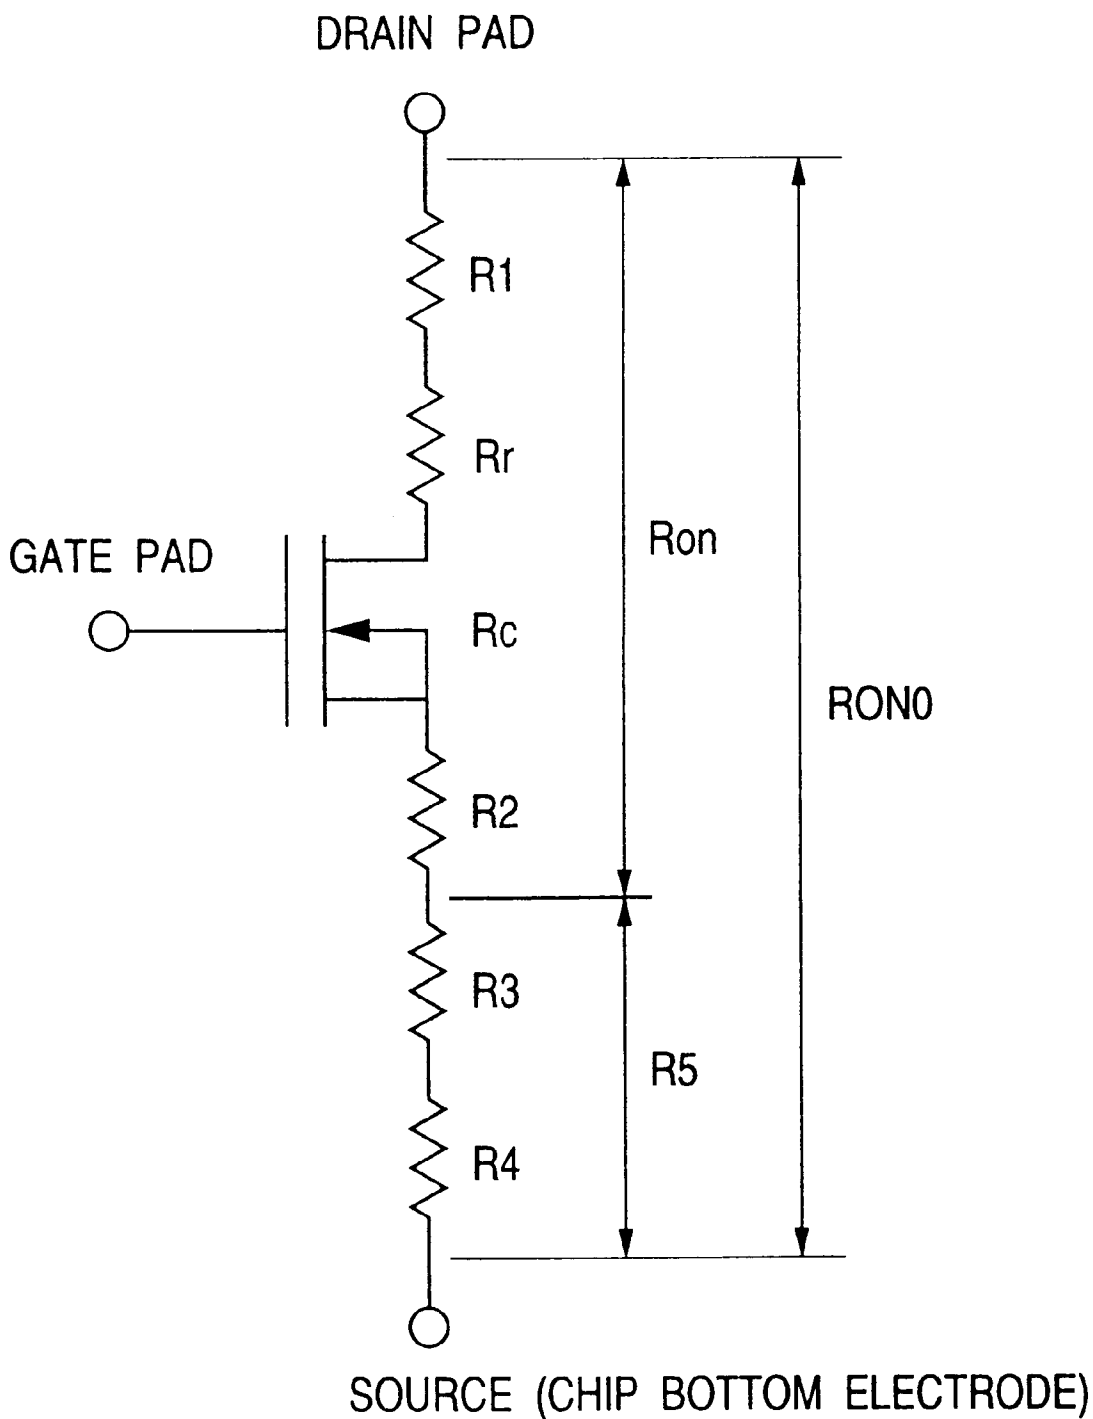 DRAIN PAD
R1
Rr
Ron
GATE PAD
Rc
RON0
R2
R3
R5
R4
SOURCE (CHIP BOTTOM ELECTRODE)